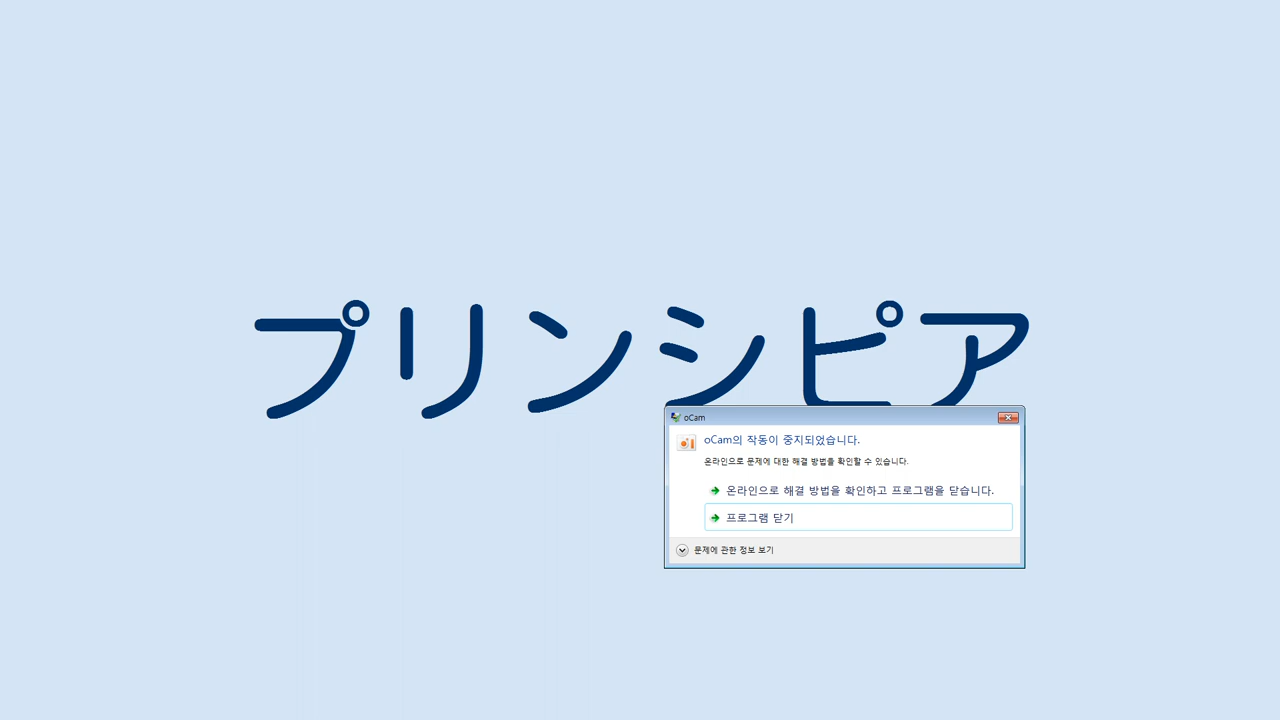 プリンシピア
oCam
oCam의 작동이 중지되었습니다.
온라인으로 문제에 대한 해결 방법을 확인할 수 있습니다.
온라인으로 해결 방법을 확인하고 프로그램을 닫습니다.
프로그램 닫기
문제에 관한 정보 보기